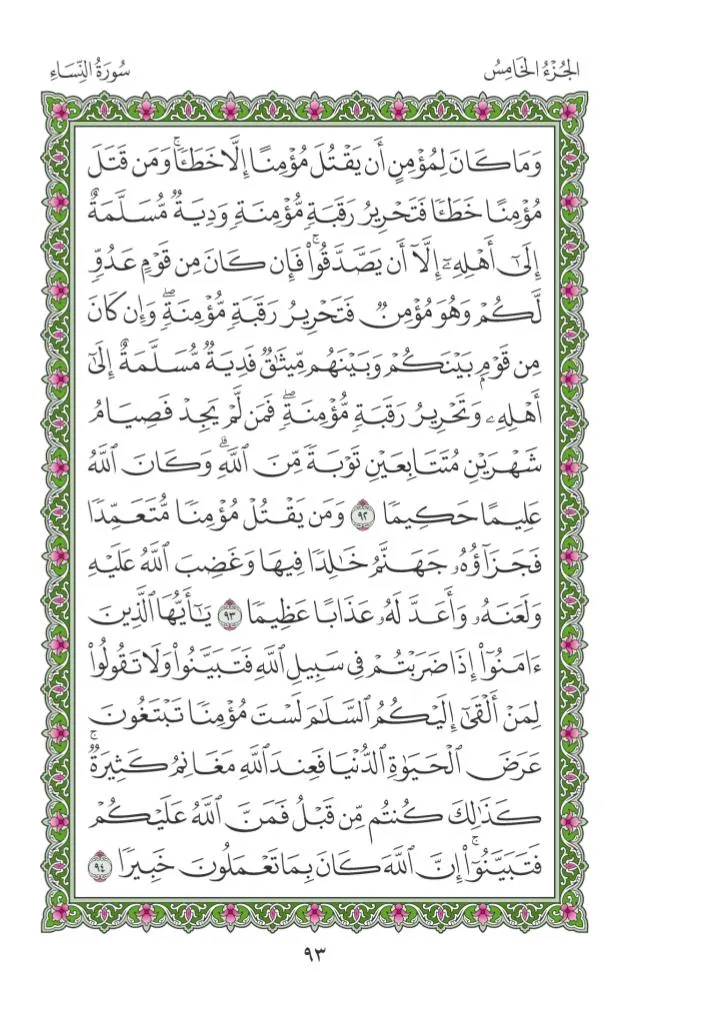 الجُزْءُ الخَامِسُ
سُورَةُ النِّسَاءِ
وَمَا كَانَ لِمُؤْمِنٍ أَن يَقْتُلَ مُؤْمِنًا إِلَّا خَطَـًٔاۚ وَمَن قَتَلَ
مُؤْمِنًا خَطَـًٔا فَتَحْرِيرُ رَقَبَةٍ مُّؤْمِنَةٍ وَدِيَةٌ مُّسَلَّمَةٌ
إِلَىٰٓ أَهْلِهِۦٓ إِلَّآ أَن يَصَّدَّقُوا۟ۚ فَإِن كَانَ مِن قَوْمٍ عَدُوٍّ
لَّكُمْ وَهُوَ مُؤْمِنٌ فَتَحْرِيرُ رَقَبَةٍ مُّؤْمِنَةٍۖ وَإِن كَانَ
مِن قَوْمٍۭ بَيْنَكُمْ وَبَيْنَهُم مِّيثَٰقٌ فَدِيَةٌ مُّسَلَّمَةٌ إِلَىٰٓ
أَهْلِهِۦ وَتَحْرِيرُ رَقَبَةٍ مُّؤْمِنَةٍۖ فَمَن لَّمْ يَجِدْ فَصِيَامُ
شَهْرَيْنِ مُتَتَابِعَيْنِ تَوْبَةً مِّنَ ٱللَّهِۗ وَكَانَ ٱللَّهُ
عَلِيمًا حَكِيمًا ٩٢ وَمَن يَقْتُلْ مُؤْمِنًا مُّتَعَمِّدًا
فَجَزَآؤُهُۥ جَهَنَّمُ خَٰلِدًا فِيهَا وَغَضِبَ ٱللَّهُ عَلَيْهِ
وَلَعَنَهُۥ وَأَعَدَّ لَهُۥ عَذَابًا عَظِيمًا ٩٣ يَٰٓأَيُّهَا ٱلَّذِينَ
ءَامَنُوٓا۟ إِذَا ضَرَبْتُمْ فِى سَبِيلِ ٱللَّهِ فَتَبَيَّنُوا۟ وَلَا تَقُولُوا۟
لِمَنْ أَلْقَىٰٓ إِلَيْكُمُ ٱلسَّلَٰمَ لَسْتَ مُؤْمِنًا تَبْتَغُونَ
عَرَضَ ٱلْحَيَوٰةِ ٱلدُّنْيَا فَعِندَ ٱللَّهِ مَغَانِمُ كَثِيرَةٌۚ
كَذَٰلِكَ كُنتُم مِّن قَبْلُ فَمَنَّ ٱللَّهُ عَلَيْكُمْ
فَتَبَيَّنُوٓا۟ۚ إِنَّ ٱللَّهَ كَانَ بِمَا تَعْمَلُونَ خَبِيرًا ٩٤
٩٣